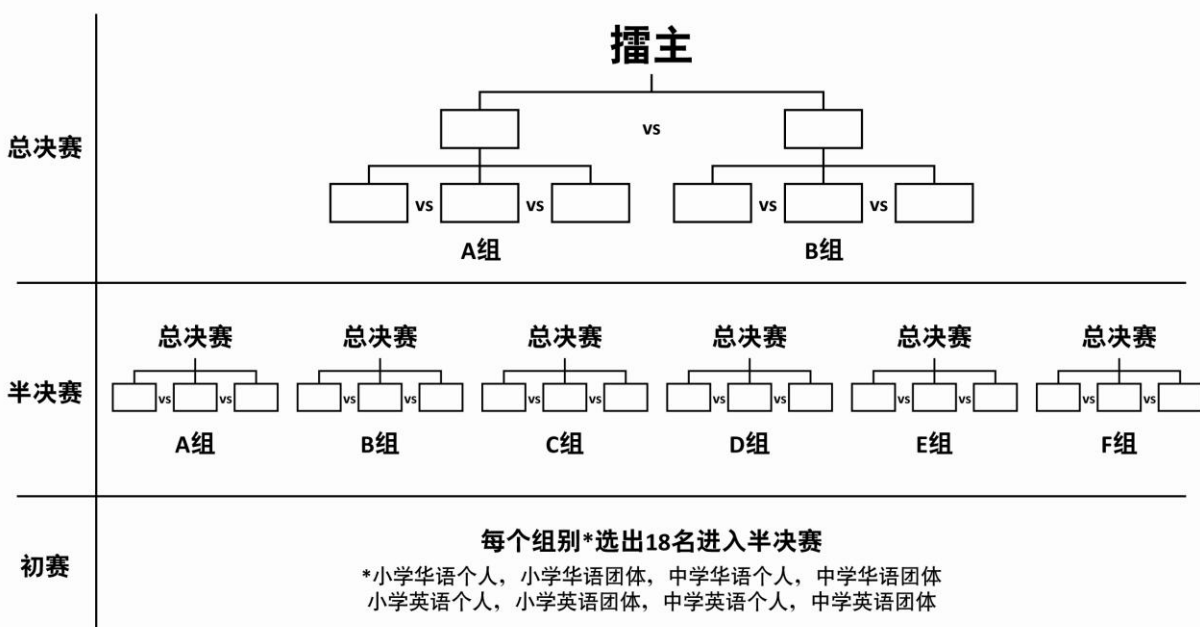 擂主
总决赛
vs
vs vs vs vs
A组 B组
半决赛
总决赛 总决赛 总决赛 总决赛 总决赛 总决赛
vs vs vs vs vs vs vs vs vs vs vs vs
A组 B组 C组 D组 E组 F组
初赛
每个组别*选出18名进入半决赛
*小学华语个人，小学华语团体，中学华语个人，中学华语团体
小学英语个人，小学英语团体，中学英语个人，中学英语团体